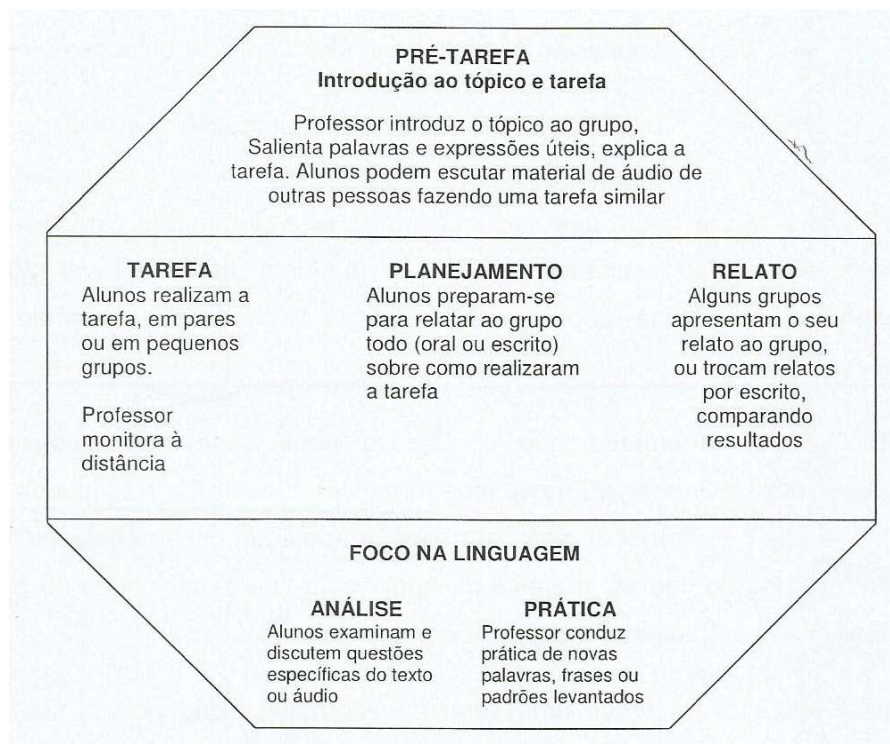 PRÉ-TAREFA
Introdução ao tópico e tarefa
Professor introduz o tópico ao grupo,
Salienta palavras e expressões úteis, explica a
tarefa. Alunos podem escutar material de áudio de
outras pessoas fazendo uma tarefa similar
TAREFA
Alunos realizam a
tarefa, em pares
ou em pequenos
grupos.
Professor
monitora à
distância
PLANEJAMENTO
Alunos preparam-se
para relatar ao grupo
todo (oral ou escrito)
sobre como realizaram
a tarefa
RELATO
Alguns grupos
apresentam o seu
relato ao grupo,
ou trocam relatos
por escrito,
comparando
resultados
FOCO NA LINGUAGEM
ANÁLISE
Alunos examinam e
discutem questões
específicas do texto
ou áudio
PRÁTICA
Professor conduz
prática de novas
palavras, frases ou
padrões levantados